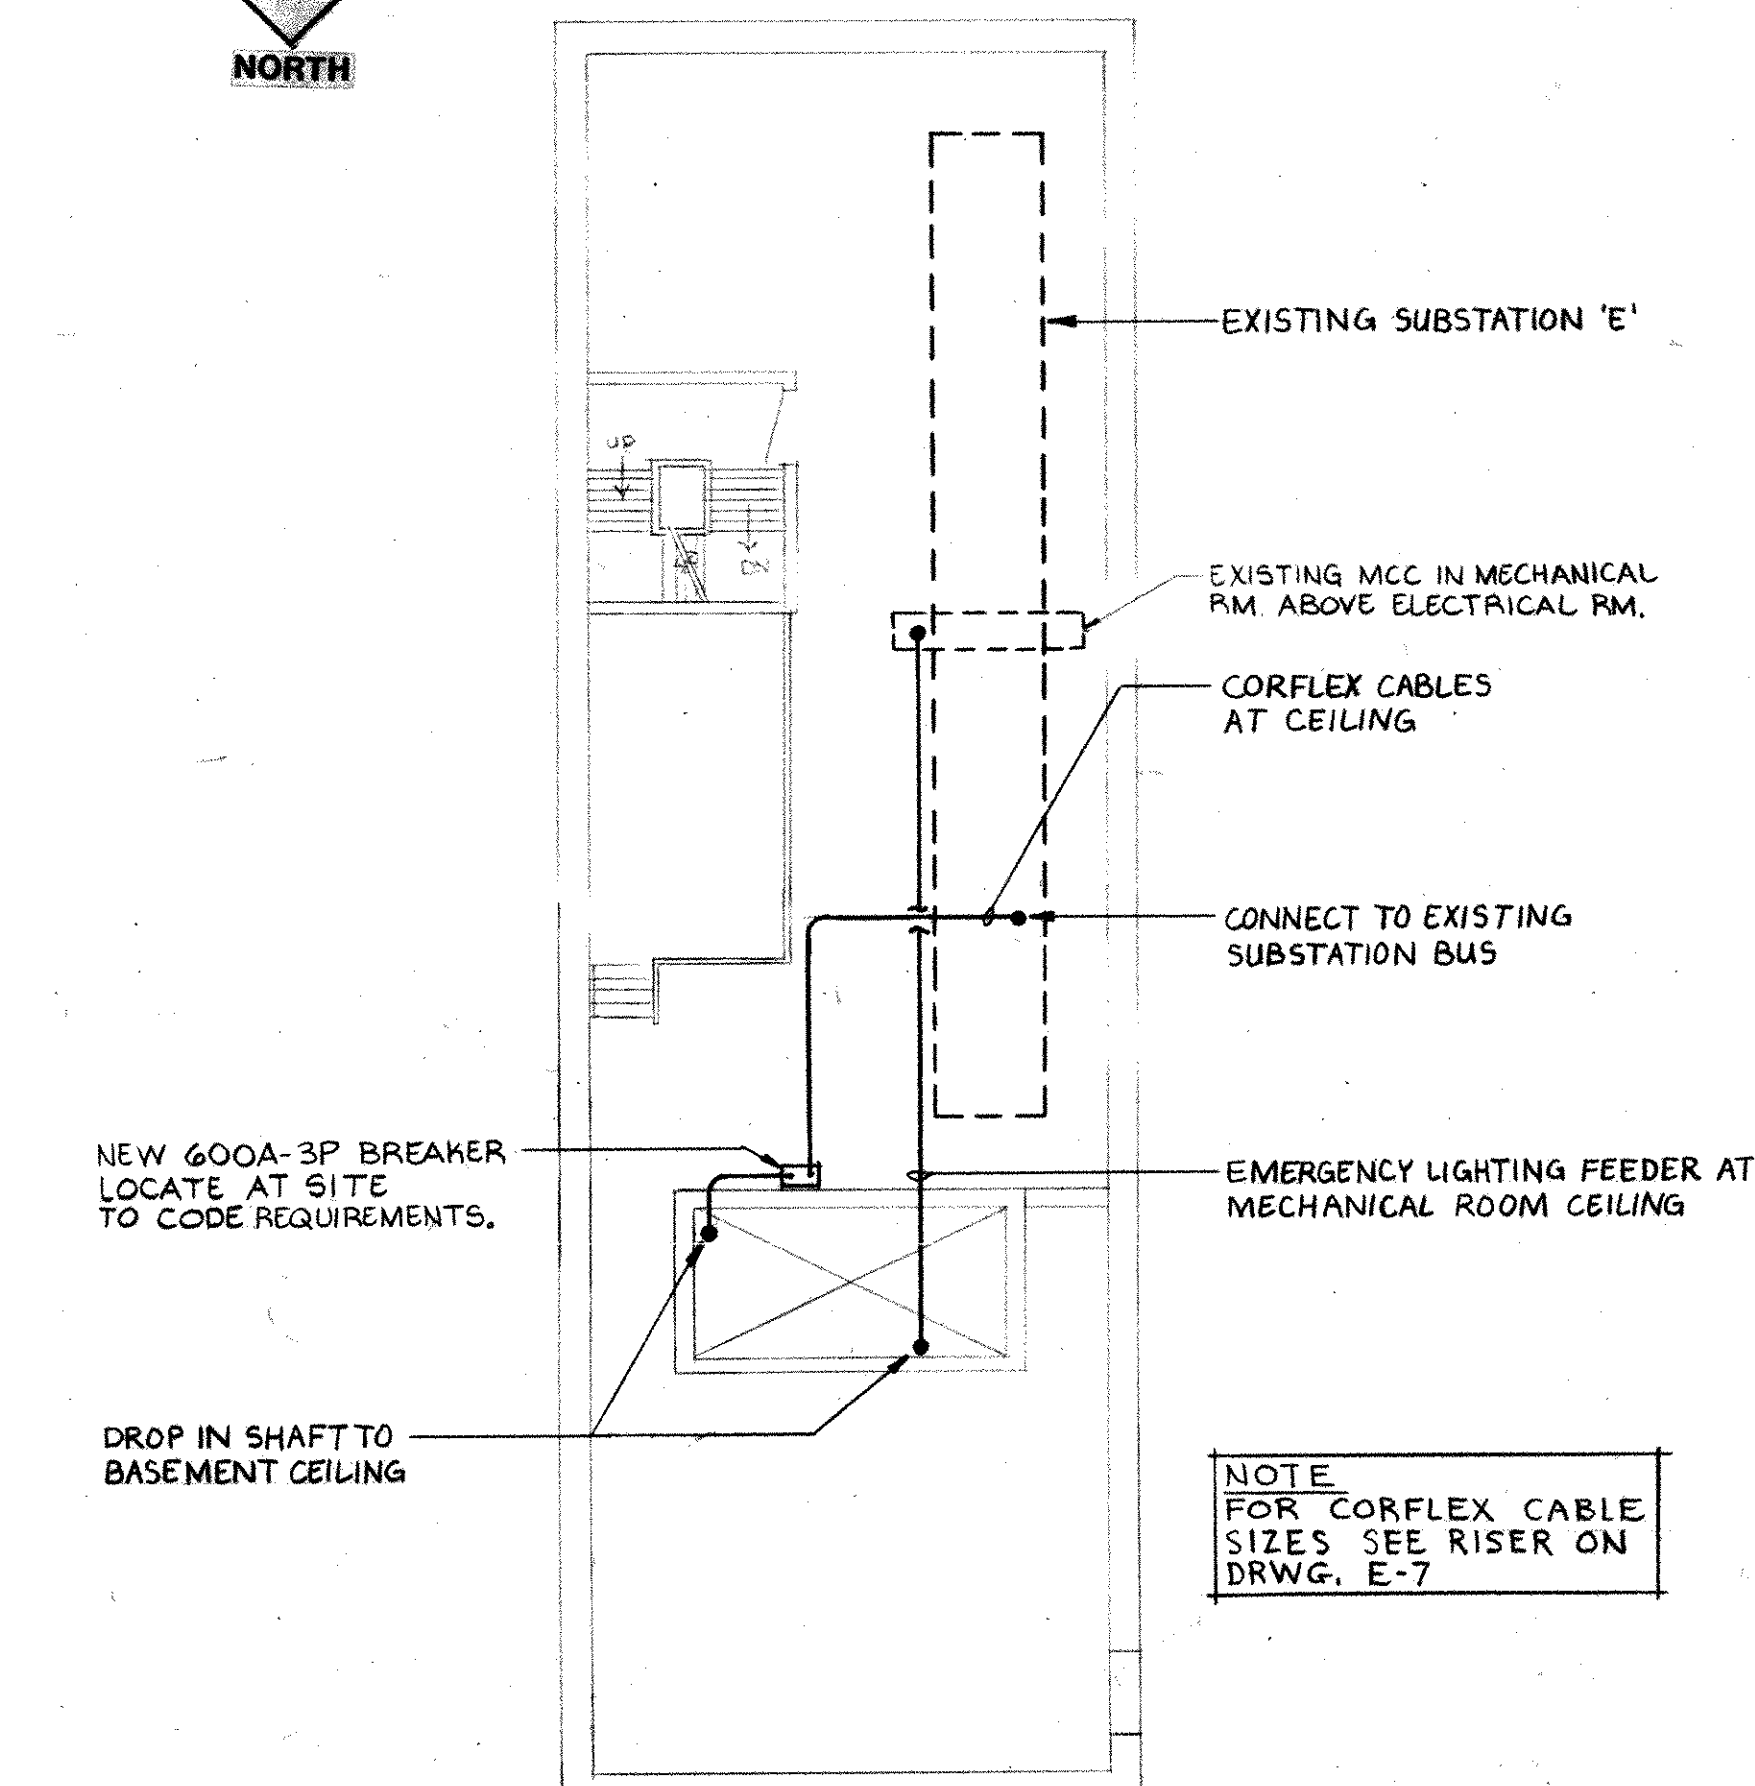 NORTH
EXISTING SUBSTATION 'E'
UP
EXISTING MCC IN MECHANICAL
RM. ABOVE ELECTRICAL RM.
CORFLEX CABLES
AT CEILING
CONNECT TO EXISTING
SUBSTATION BUS
NEW 600A-3P BREAKER
LOCATE AT SITE
TO CODE REQUIREMENTS.
EMERGENCY LIGHTING FEEDER AT
MECHANICAL ROOM CEILING
DROP IN SHAFT TO
BASEMENT CEILING
NOTE
FOR CORFLEX CABLE
SIZES SEE RISER ON
DRWG. E-7